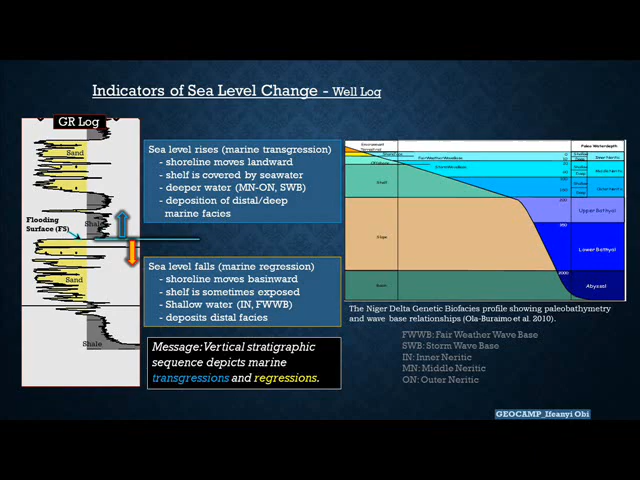 Indicators of Sea Level Change - Well Log
GR Log
Sand
Shale
Flooding
Surface (FS)
Sand
Shale
Sea level rises (marine transgression)
- shoreline moves landward
- shelf is covered by seawater
- deeper water (MN-ON, SWB)
- deposition of distal/deep
marine facies
Sea level falls (marine regression)
- shoreline moves basinward
- shelf is sometimes exposed
- Shallow water (IN, FWWB)
- deposits distal facies
Message: Vertical stratigraphic
sequence depicts marine
transgressions and regressions.
Shelf
Slope
Upper Bathyal
Lower Bathyal
2000
Abyssal
The Niger Delta Genetic Biofacies profile showing paleobathymetry
and wave base relationships (Ola-Buraimo et al. 2010).
FWWB: Fair Weather Wave Base
SWB: Storm Wave Base
IN: Inner Neritic
MN: Middle Neritic
ON: Outer Neritic
GEOCAMP_Ifeanyi Obi